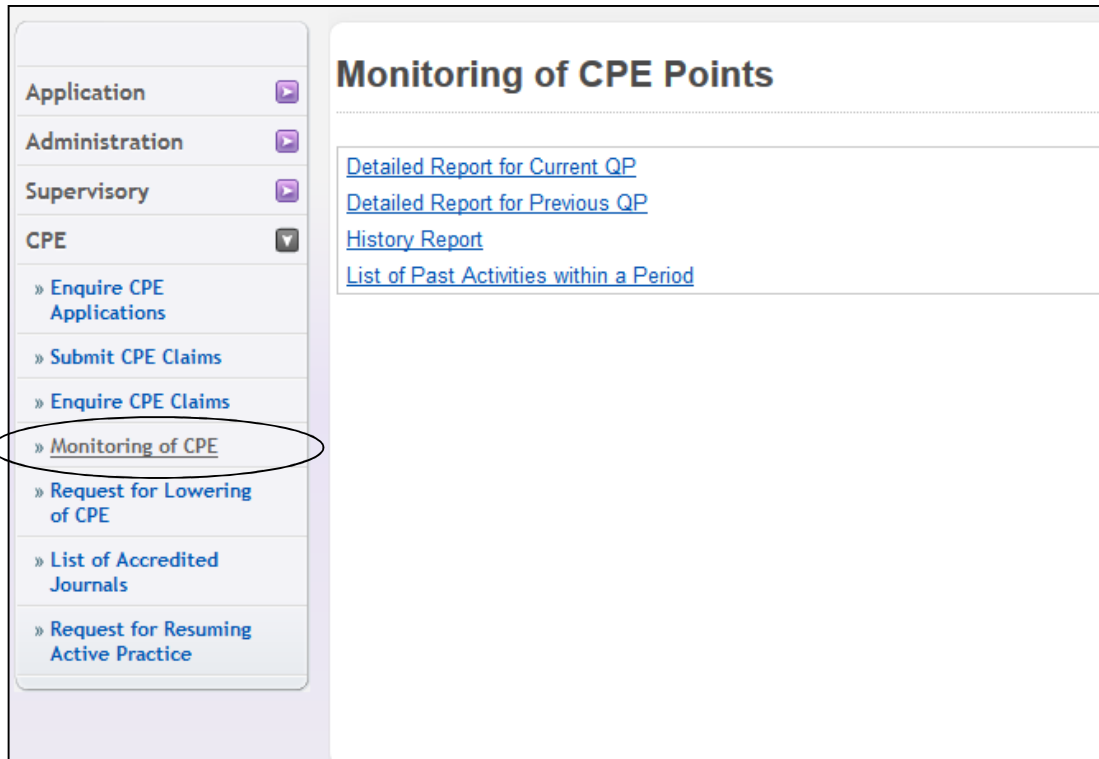 Application
Administration
Supervisory
CPE
» Enquire CPE
Applications
» Submit CPE Claims
» Enquire CPE Claims
» Monitoring of CPE
» Request for Lowering
of CPE
» List of Accredited
Journals
» Request for Resuming
Active Practice
Monitoring of CPE Points
Detailed Report for Current QP
Detailed Report for Previous QP
History Report
List of Past Activities within a Period